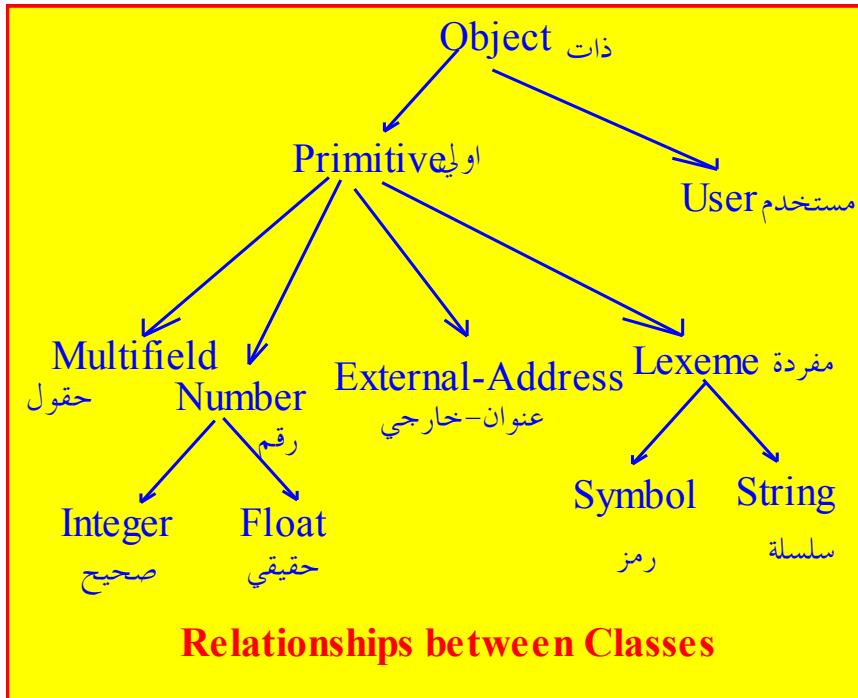 Object ذات
Primitive اولي
User مستخدم
Multifield
حقول
Number
رقم
External-Address
عنوان-خارجي
Lexeme مفردة
Integer
صحيح
Float
حقيقي
Symbol
رمز
String
سلسلة
Relationships between Classes